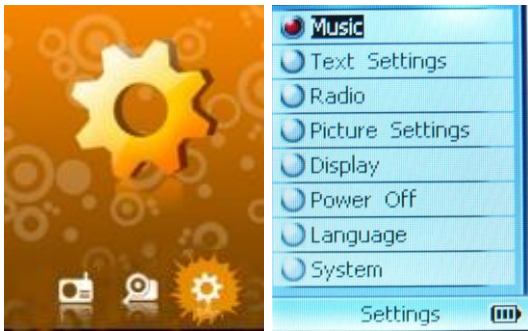 Music
Text Settings
Radio
Picture Settings
Display
Power Off
Language
System
Settings